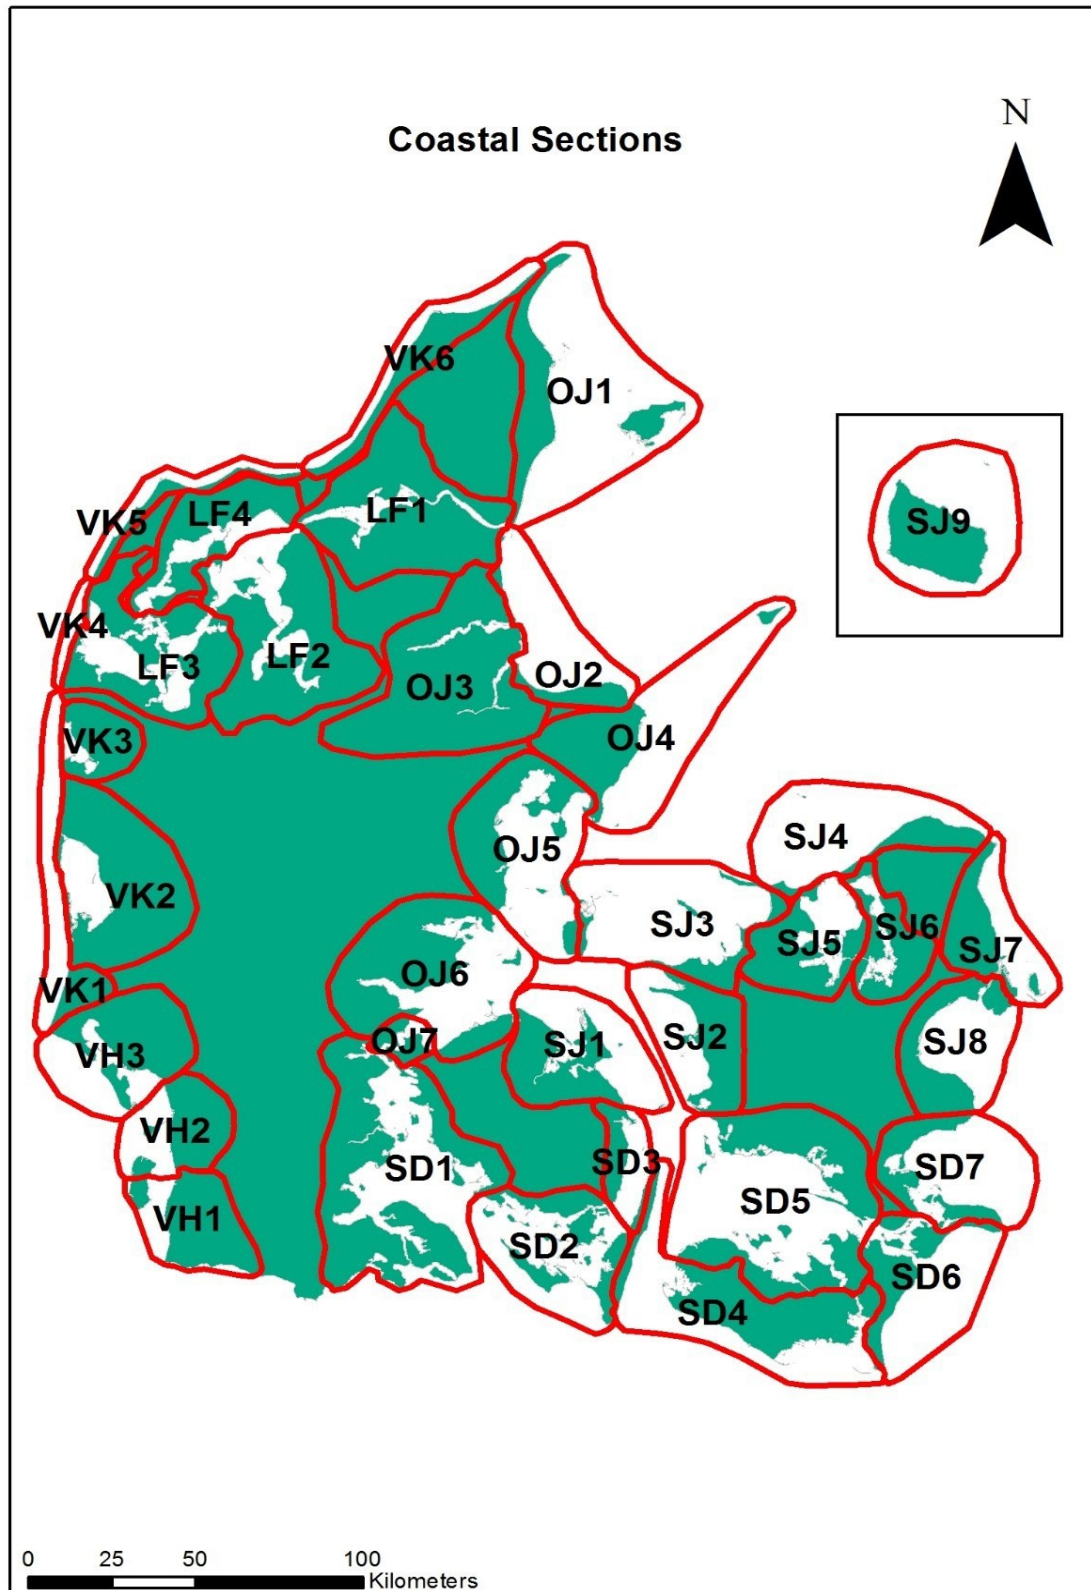 Coastal Sections
N
VK6
OJ1
LF4
LF1
VK5
SJ9
VK4
LF3
LF2
OJ3
OJ2
VK3
OJ4
SJ4
OJ5
VK2
SJ3
SJ5
SJ6
SJ7
VK1
OJ6
OJ7
SJ1
SJ2
SJ8
VH3
VH2
SD1
SD3
SD7
VH1
SD2
SD5
SD4
SD6
0 25 50 100
Kilometers